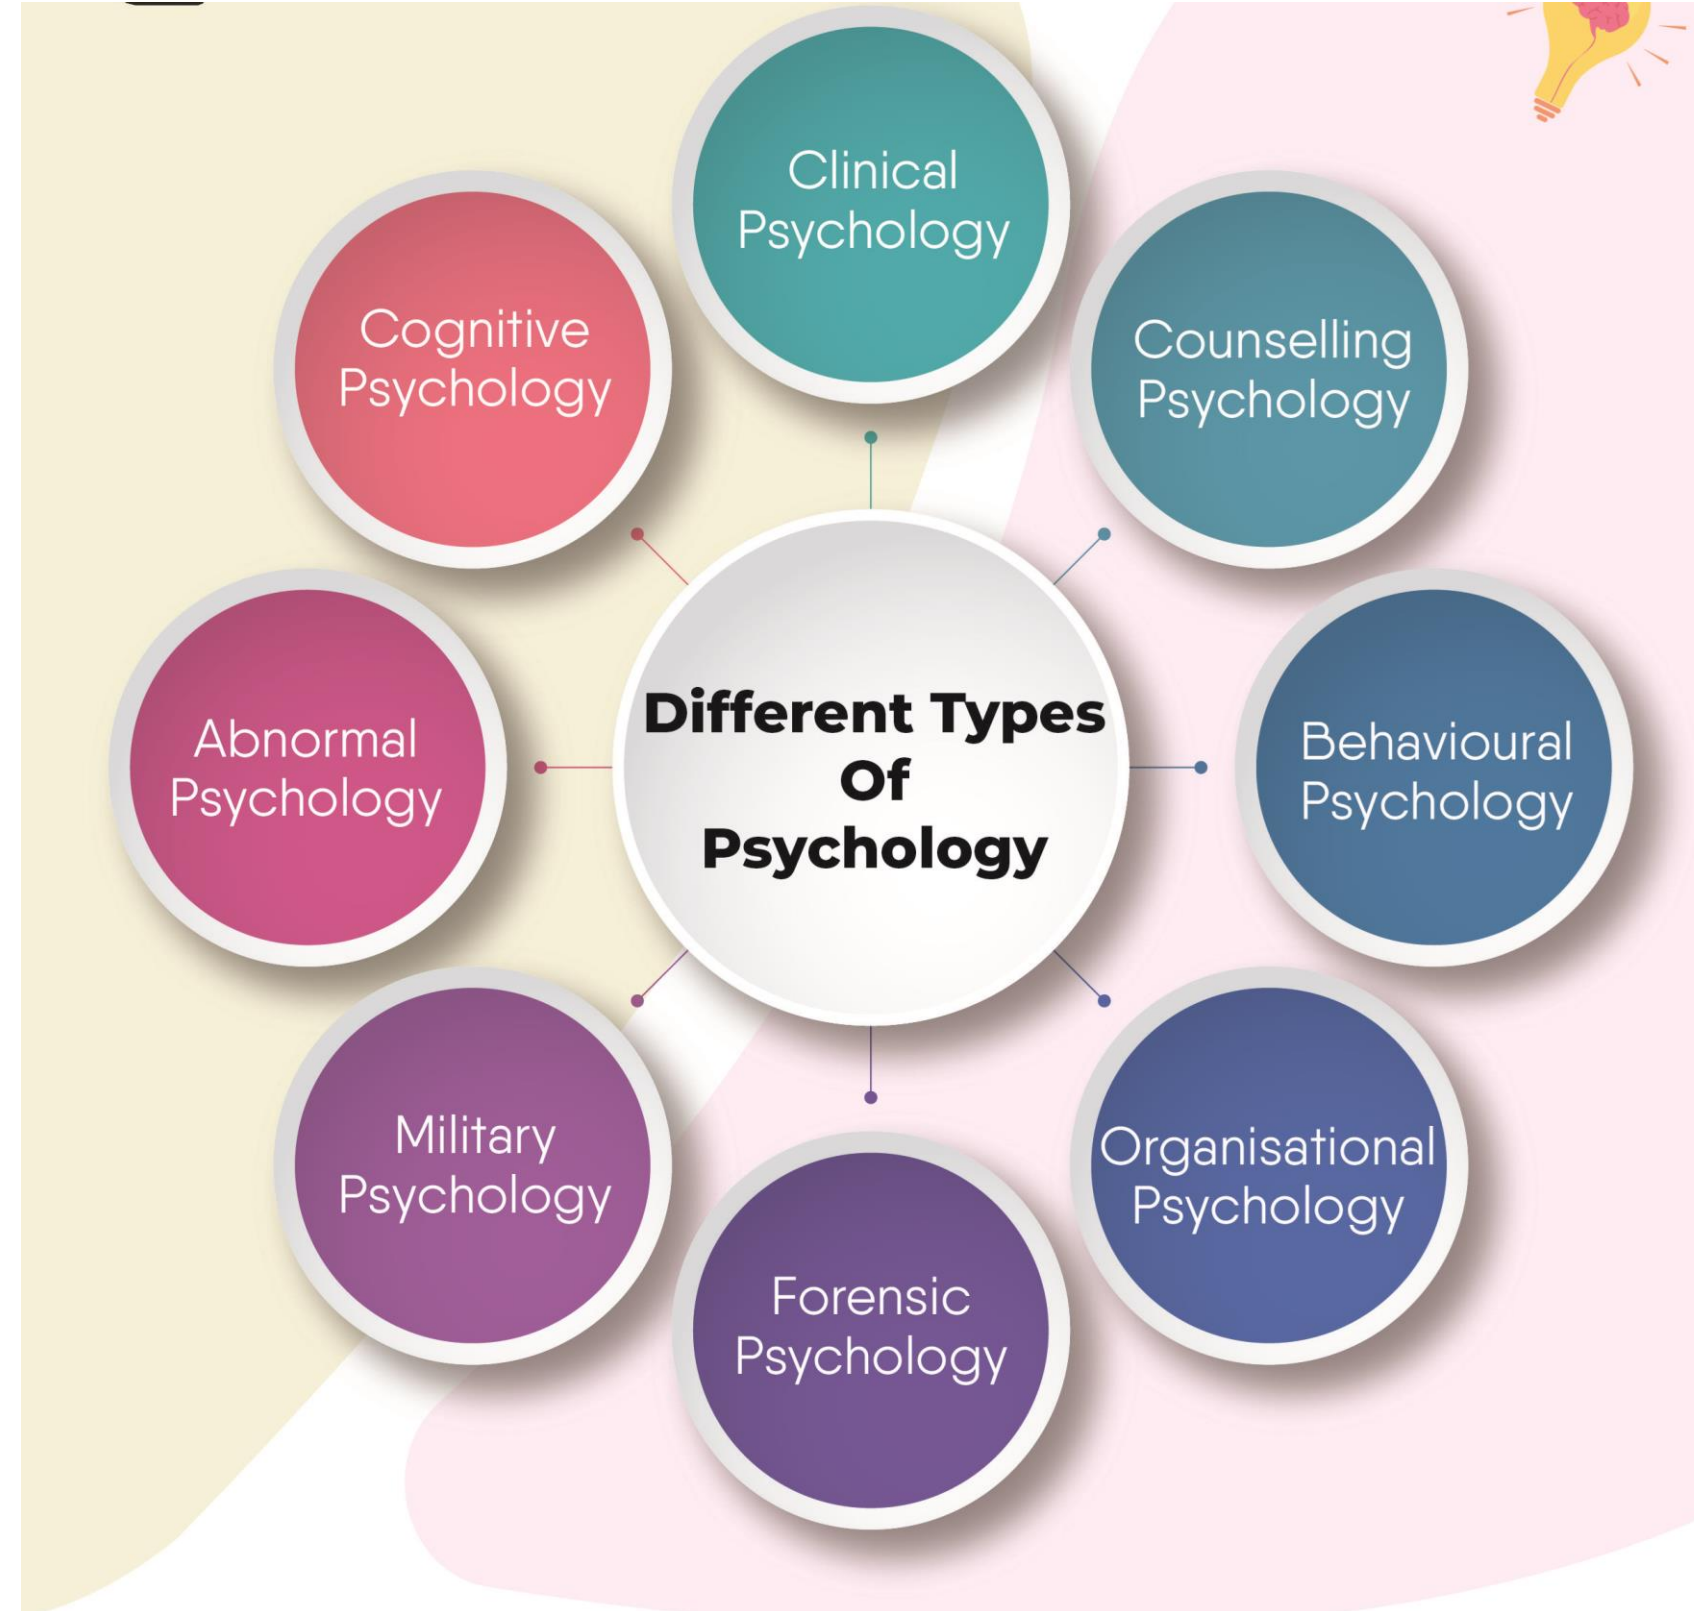 Clinical
Psychology
Counselling
Psychology
Behavioural
Psychology
Organisational
Psychology
Forensic
Psychology
Military
Psychology
Abnormal
Psychology
Cognitive
Psychology
Different Types
Of
Psychology